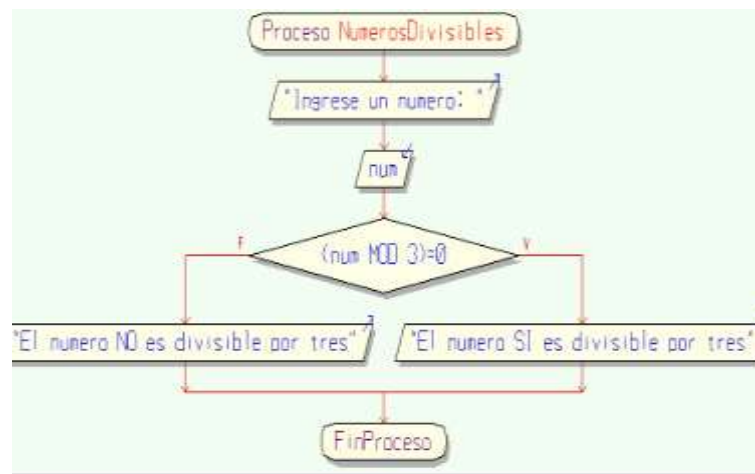 Proceso NumerosDivisibles
"Ingrese un numero: "
num
F
V
(num MOD 3)=0
"El numero NO es divisible por tres"
"El numero SI es divisible por tres"
FinProceso